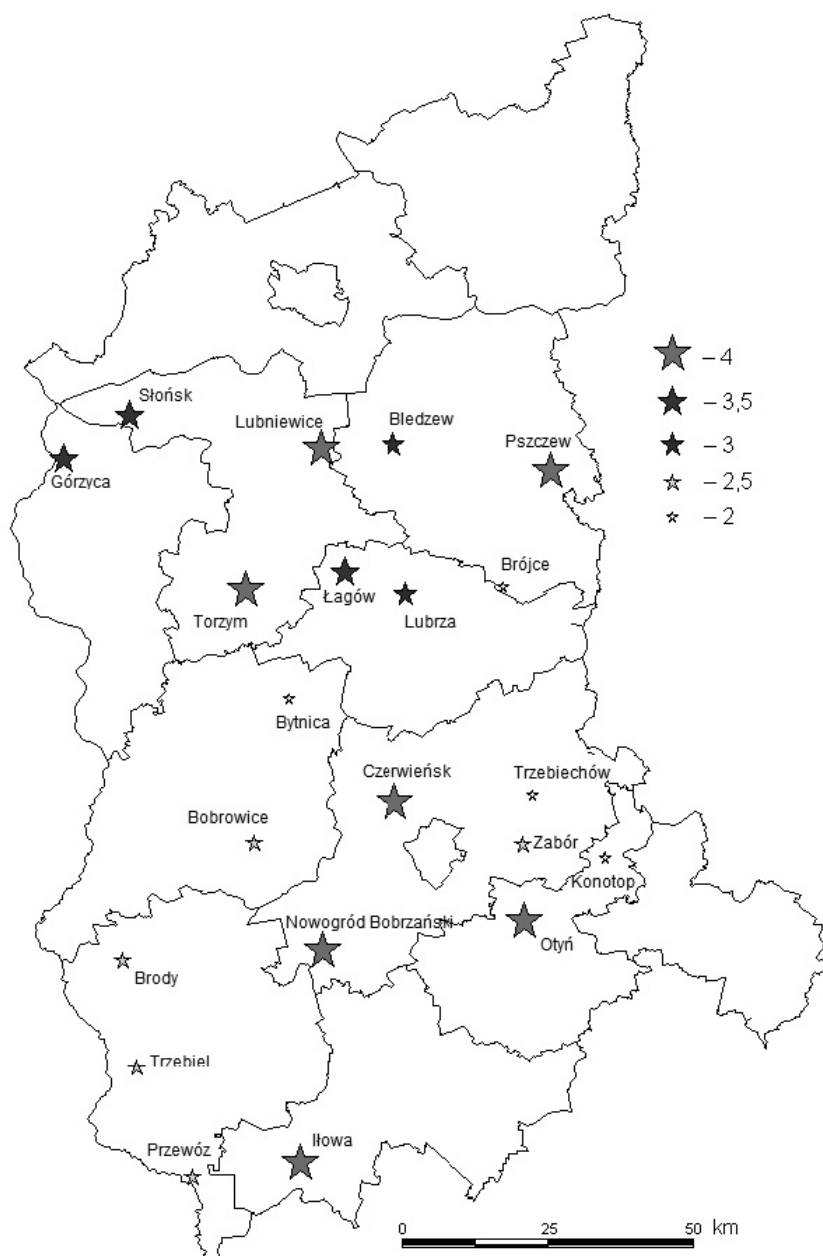 – 4
Słońsk
– 3,5
Lubniewice
Bledzew
Pszczew
– 3
Górzyca
– 2,5
– 2
Brójce
Łagów
Torzym
Lubrza
Bytnica
Czerwieńsk
Trzebiechów
Bobrowice
Zabór
Konotop
Nowogród Bobrzański
Otyń
Brody
Trzebiel
Przewóz
Iłowa
0 25 50 km